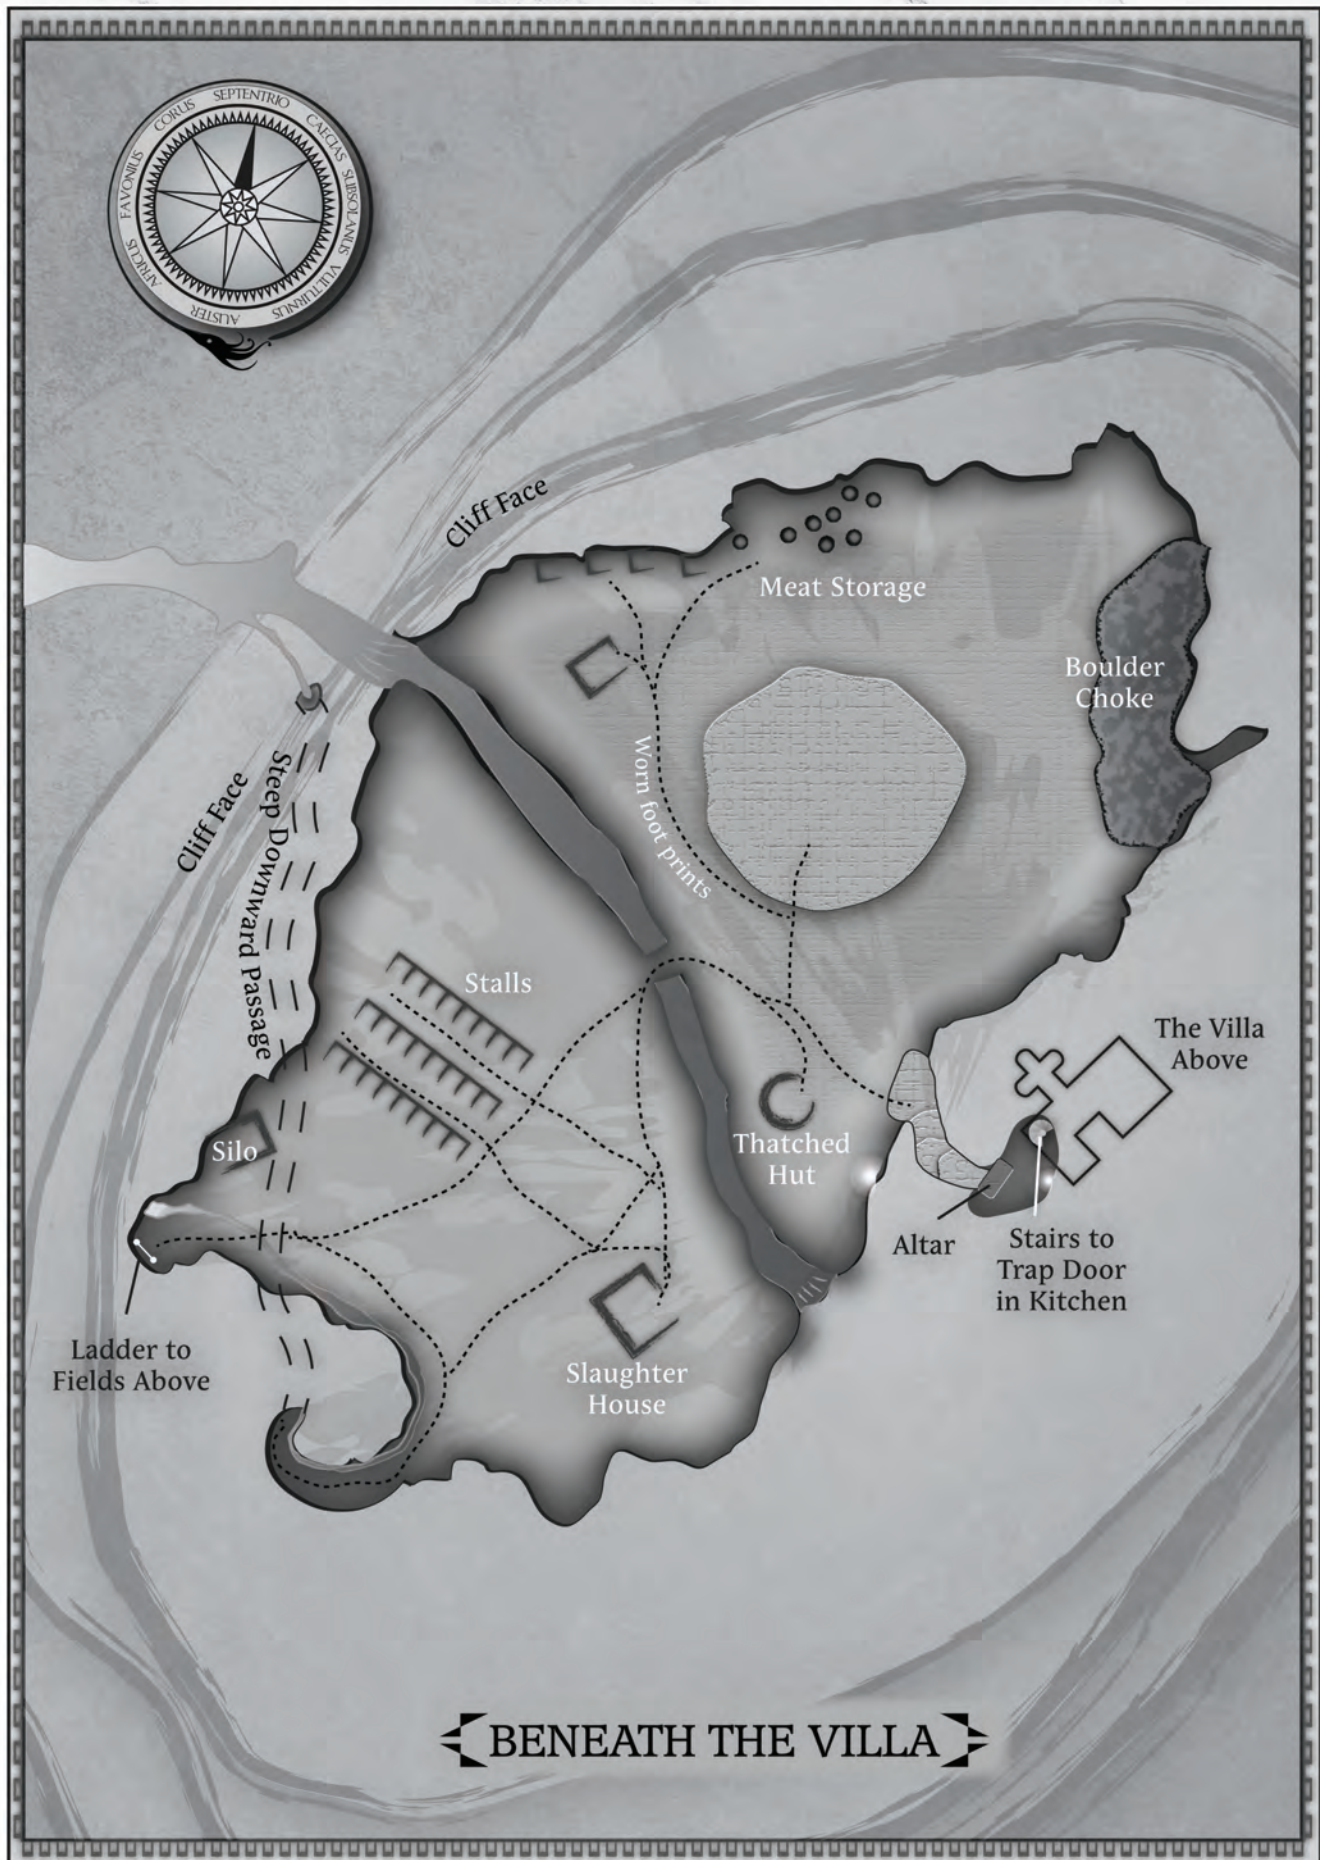 SEPTENTRIO
CAECIAS
SUBSOLANUS
VULTURNUS
AUSTER
AFRICUS
FAVONIUS
CORUS
Cliff Face
Meat Storage
Boulder
Choke
Worn foot prints
Cliff Face
Steep Downward Passage
Stalls
The Villa
Above
Silo
Thatched
Hut
Altar
Stairs to
Trap Door
in Kitchen
Ladder to
Fields Above
Slaughter
House
BENEATH THE VILLA